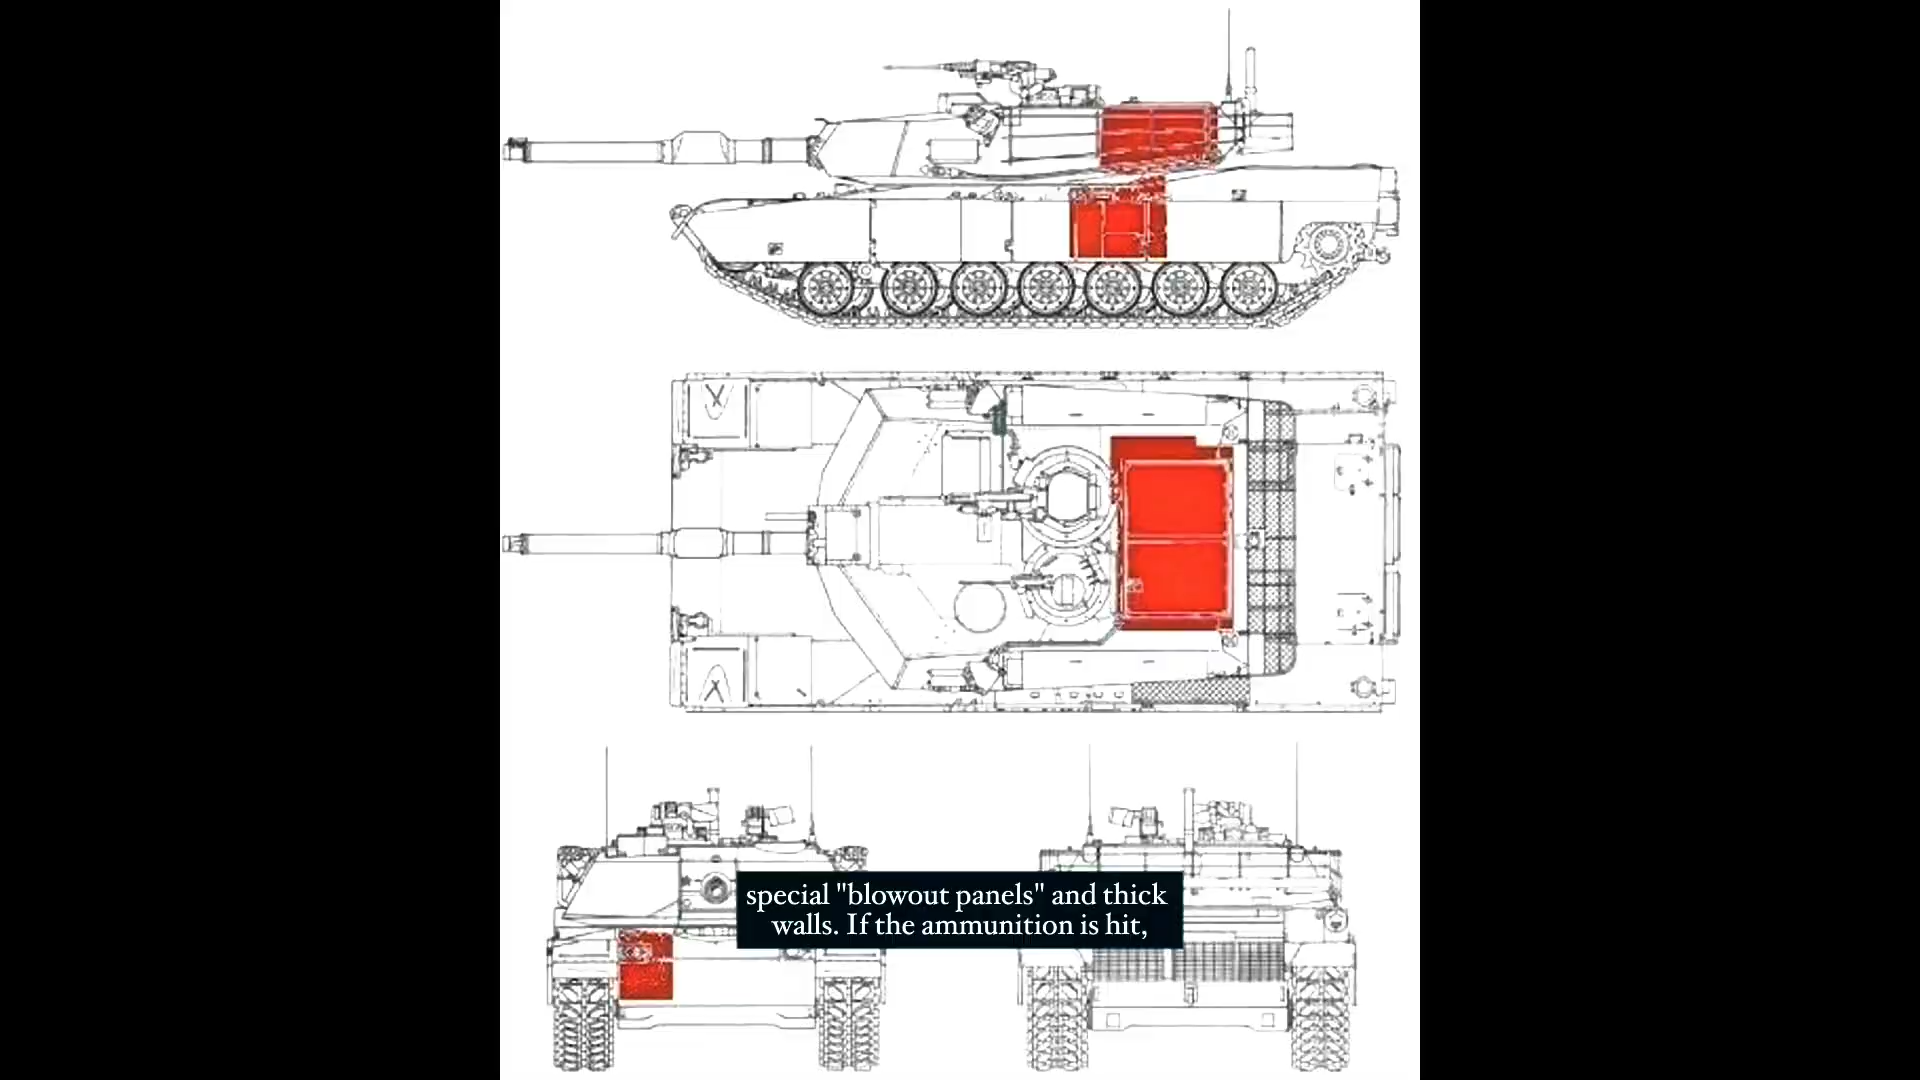 special "blowout panels" and thick
walls. If the ammunition is hit,